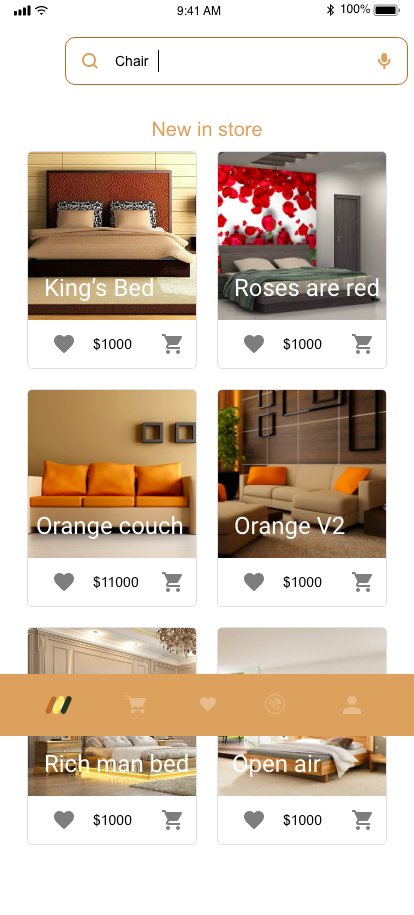 9:41 AM
100%
Chair
New in store
King's Bed
Roses are red
$1000
$1000
Orange couch
Orange V2
$11000
$1000
Rich man bed
Open air
$1000
$1000